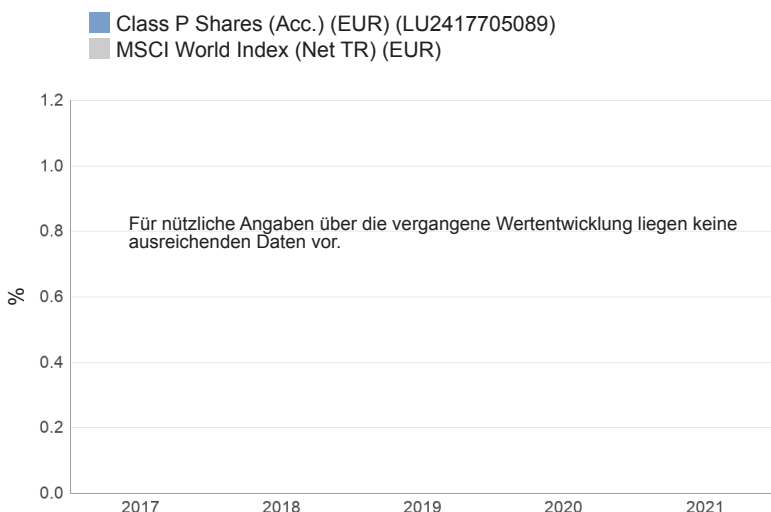 Class P Shares (Acc.) (EUR) (LU2417705089)
MSCI World Index (Net TR) (EUR)
1.2
1.0
Für nützliche Angaben über die vergangene Wertentwicklung liegen keine
0.8
ausreichenden Daten vor.
%
0.6
0.4
0.2
0.0
2017 2018 2019 2020 2021